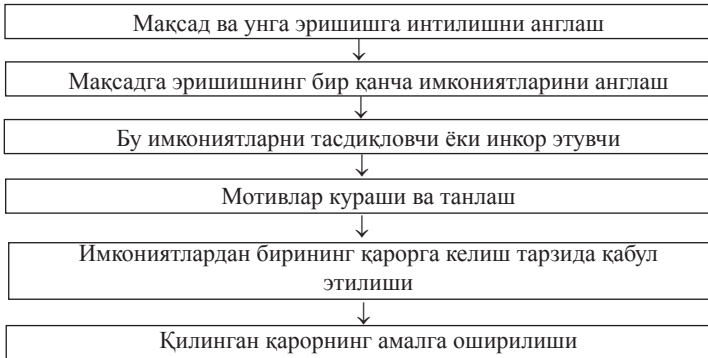 Мақсад ва унга эришишга интилишни англаш
↓
Мақсадга эришишнинг бир қанча имкониятларини англаш
↓
Бу имкониятларни тасдиқловчи ёки инкор этувчи
↓
Мотивлар кураши ва танлаш
↓
Имкониятлардан бирининг қарорга келиш тарзида қабул
этилиши
↓
Қилинган қарорнинг амалга оширилиши